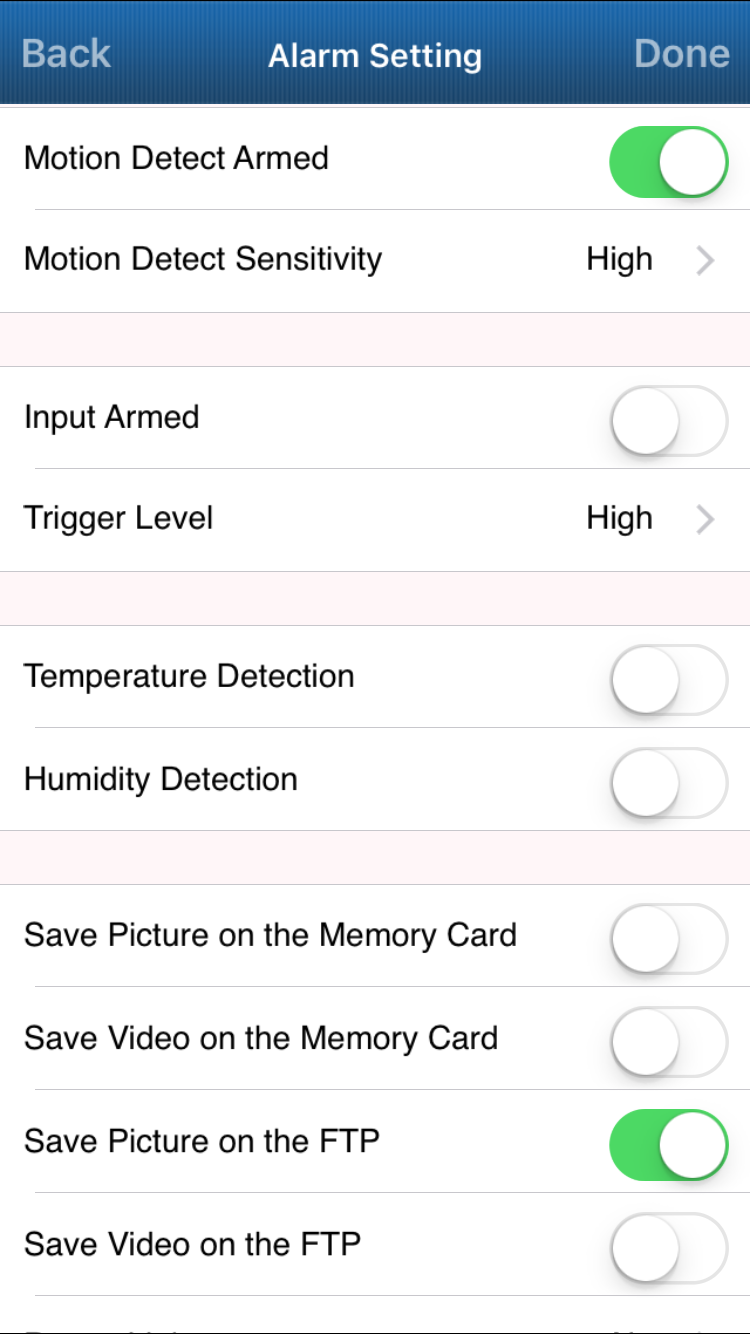 Back Alarm Setting Done
Motion Detect Armed
Motion Detect Sensitivity High
Input Armed
Trigger Level High
Temperature Detection
Humidity Detection
Save Picture on the Memory Card
Save Video on the Memory Card
Save Picture on the FTP
Save Video on the FTP